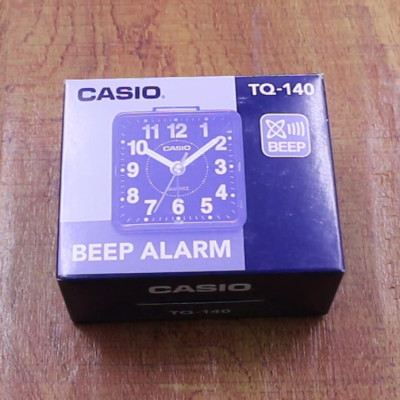 CASIO
TQ-140
11 12 1
10 2
9 3
8 4
7 6 5
CASIO
QUARTZ
BEEP
BEEP ALARM
CASIO
TQ-140